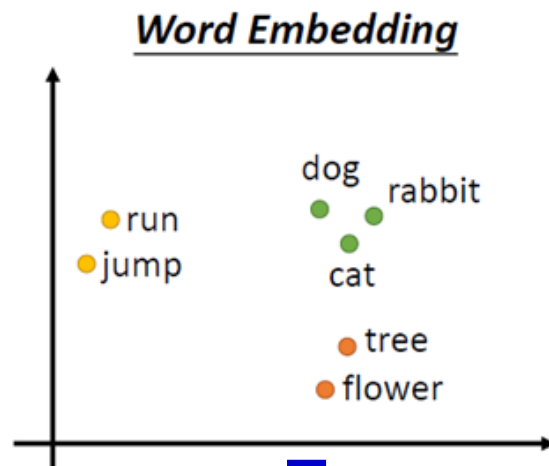 Word Embedding
dog
rabbit
run
jump
cat
tree
flower